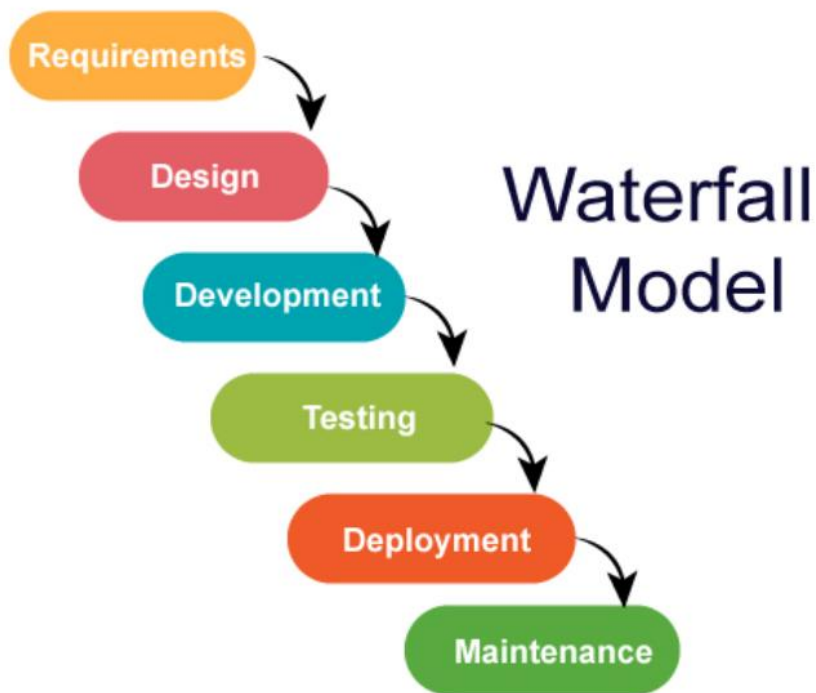 Requirements
Design
Waterfall
Model
Development
Testing
Deployment
Maintenance